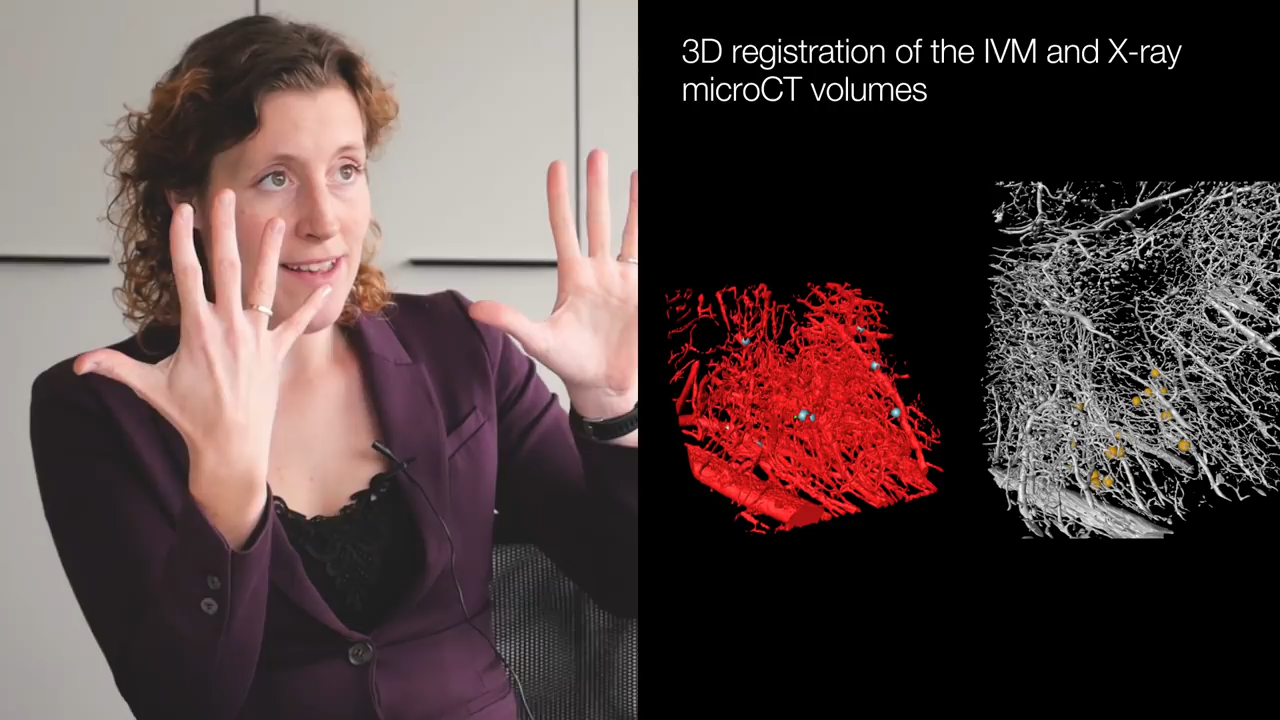 3D registration of the IVM and X-ray
microCT volumes